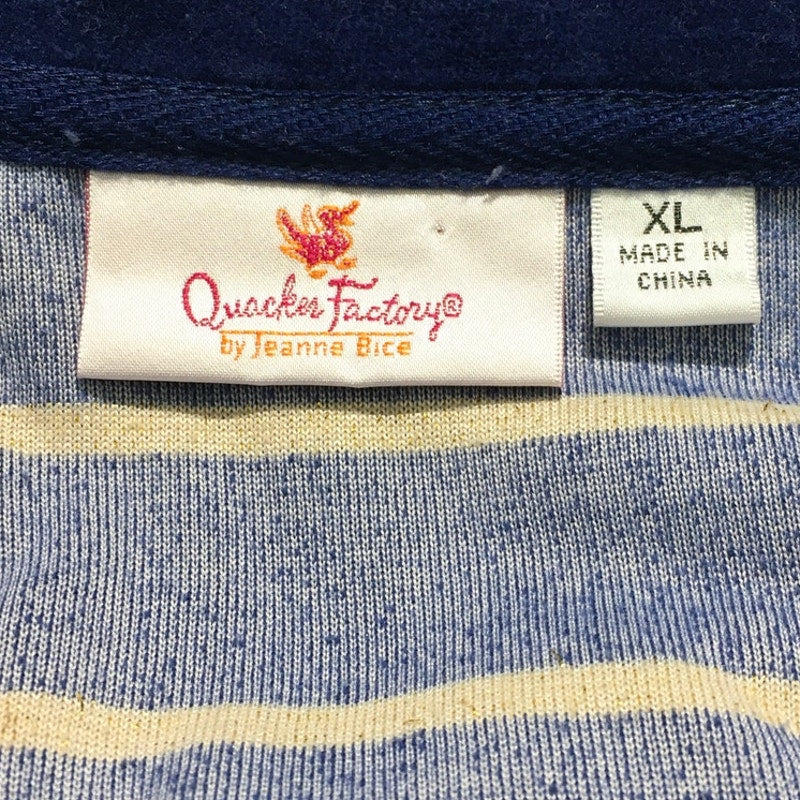 Quacker Factory®
by Jeanne Bice
XL
MADE IN
CHINA